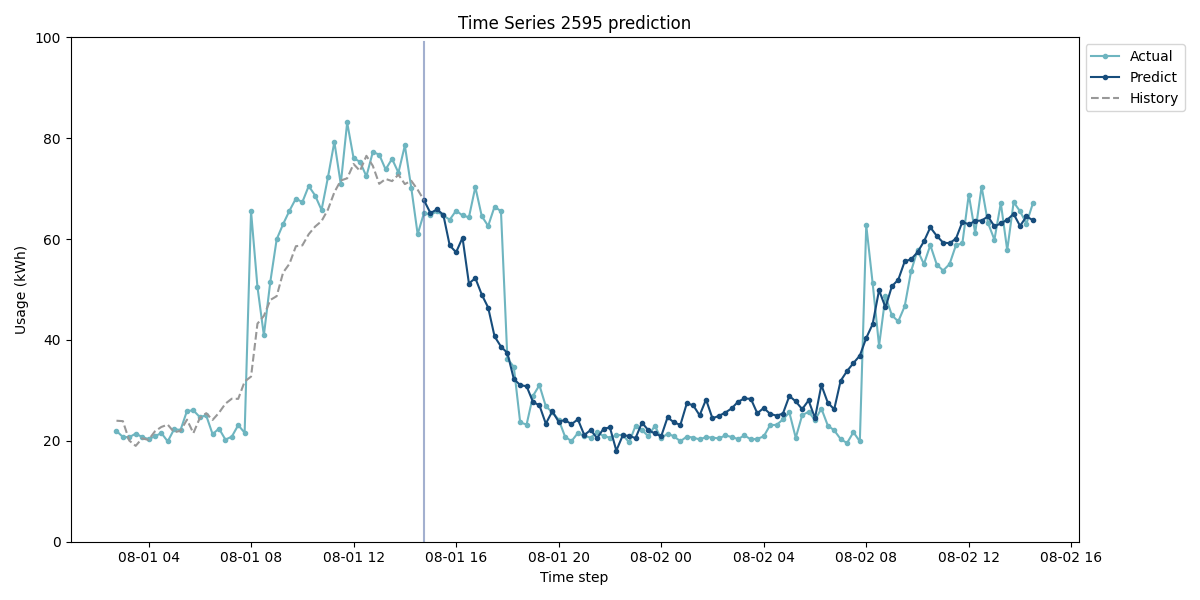 Time Series 2595 prediction
Usage (kWh)
100
80
60
40
20
0
08-01 04
08-01 08
08-01 12
08-01 16
08-01 20
08-02 00
08-02 04
08-02 08
08-02 12
08-02 16
Time step
Actual
Predict
History